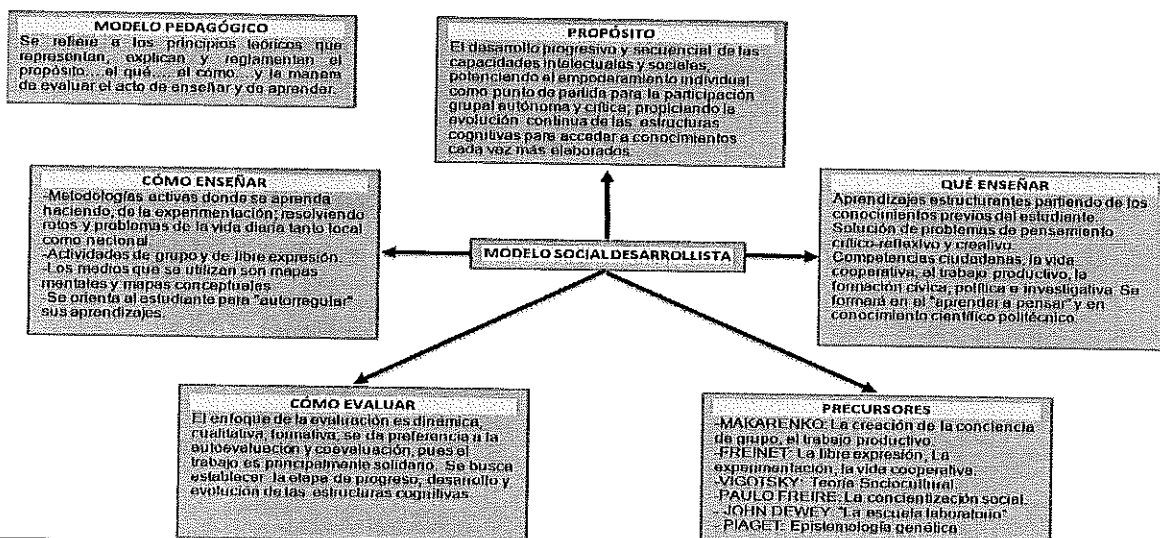 MODELO PEDAGÓGICO
Se refiere a los principios teóricos que
representan, explican y reglamentan el
propósito... el qué.... el cómo... y la manera
de evaluar el acto de enseñar y de aprender.
PROPÓSITO
El desarrollo progresivo y secuencial de las
capacidades intelectuales y sociales,
potenciando el empoderamiento individual
como punto de partida para la participación
grupal autónoma y crítica; propiciando la
evolución continua de las estructuras
cognitivas para acceder a conocimientos
cada vez más elaborados
CÓMO ENSEÑAR
-Metodologías activas donde se aprenda
haciendo, de la experimentación; resolviendo
retos y problemas de la vida diaria tanto local
como nacional.
-Actividades de grupo y de libre expresión.
-Los medios que se utilizan son mapas
mentales y mapas conceptuales
Se orienta al estudiante para "autorregular"
sus aprendizajes.
MODELO SOCIAL DESARROLLISTA
QUÉ ENSEÑAR
Aprendizajes estructurantes partiendo de los
conocimientos previos del estudiante.
Solución de problemas de pensamiento
crítico-reflexivo y creativo.
Competencias ciudadanas, la vida
cooperativa, el trabajo productivo, la
formación cívica, política e investigativa. Se
formará en el "aprender a pensar" y en
conocimiento científico politécnico.
CÓMO EVALUAR
El enfoque de la evaluación es dinámica,
cualitativa, formativa, se da preferencia a la
autoevaluación y coevaluación, pues el
trabajo es principalmente solidario. Se busca
establecer la etapa de progreso, desarrollo y
evolución de las estructuras cognitivas.
PRECURSORES
-MAKARENKO: La creación de la conciencia
de grupo, el trabajo productivo.
-FREINET: La libre expresión. La
experimentación, la vida cooperativa.
-VIGOTSKY: Teoría Sociocultural.
-PAULO FREIRE: La concientización social.
- JOHN DEWEY: "La escuela laboratorio"
- PIAGET: Epistemología genética